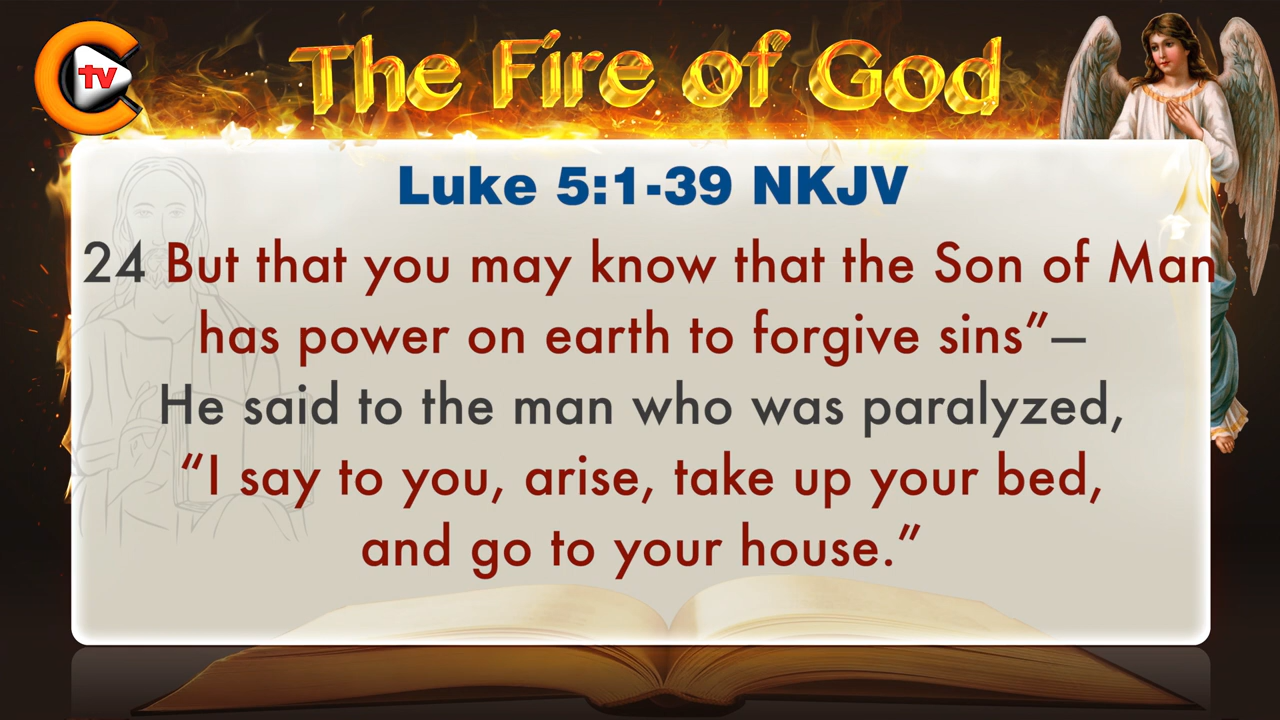 tv
The Fire of God
Luke 5:1-39 NKJV
24 But that you may know that the Son of Man
has power on earth to forgive sins”—
He said to the man who was paralyzed,
“I say to you, arise, take up your bed,
and go to your house.”